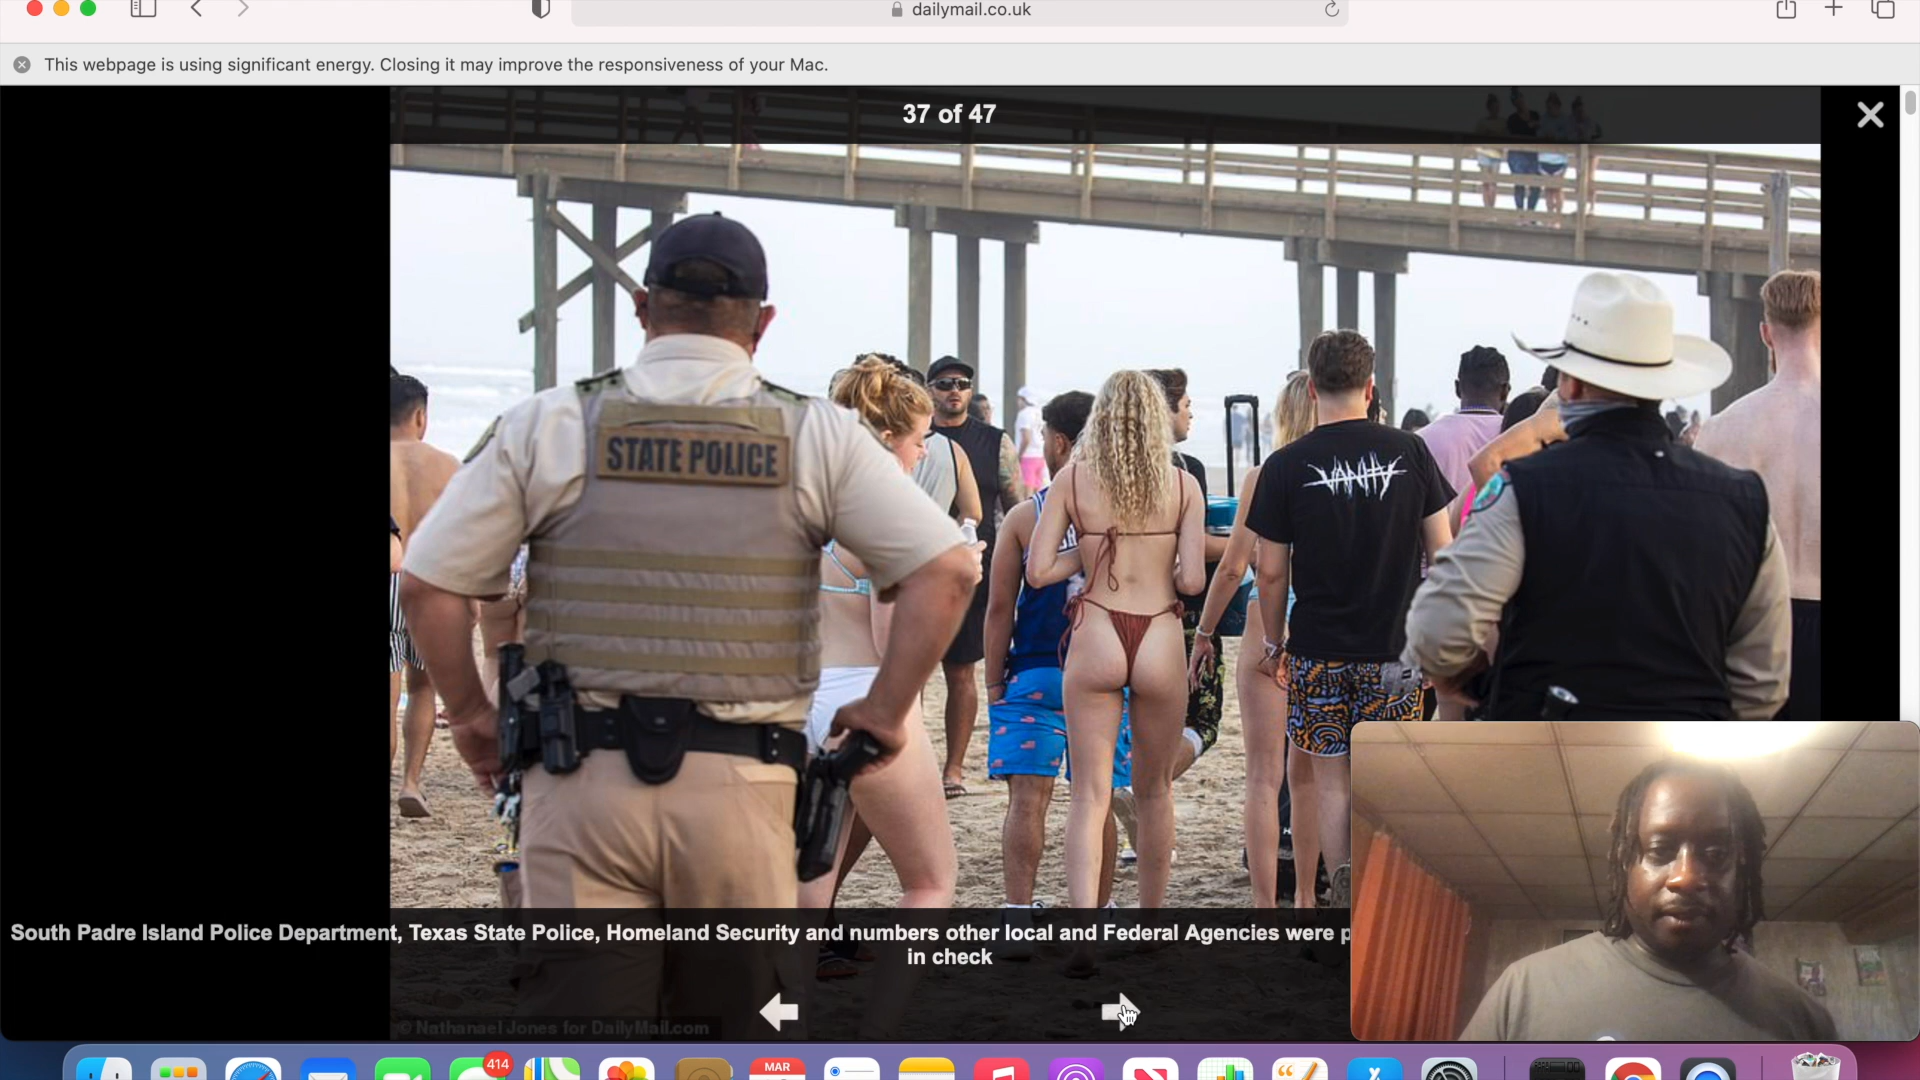 dailymail.co.uk
This webpage is using significant energy. Closing it may improve the responsiveness of your Mac.
37 of 47
STATE POLICE
VANITY
South Padre Island Police Department, Texas State Police, Homeland Security and numbers other local and Federal Agencies were
in check
© Nathanael Jones for DailyMail.com
414
MAR